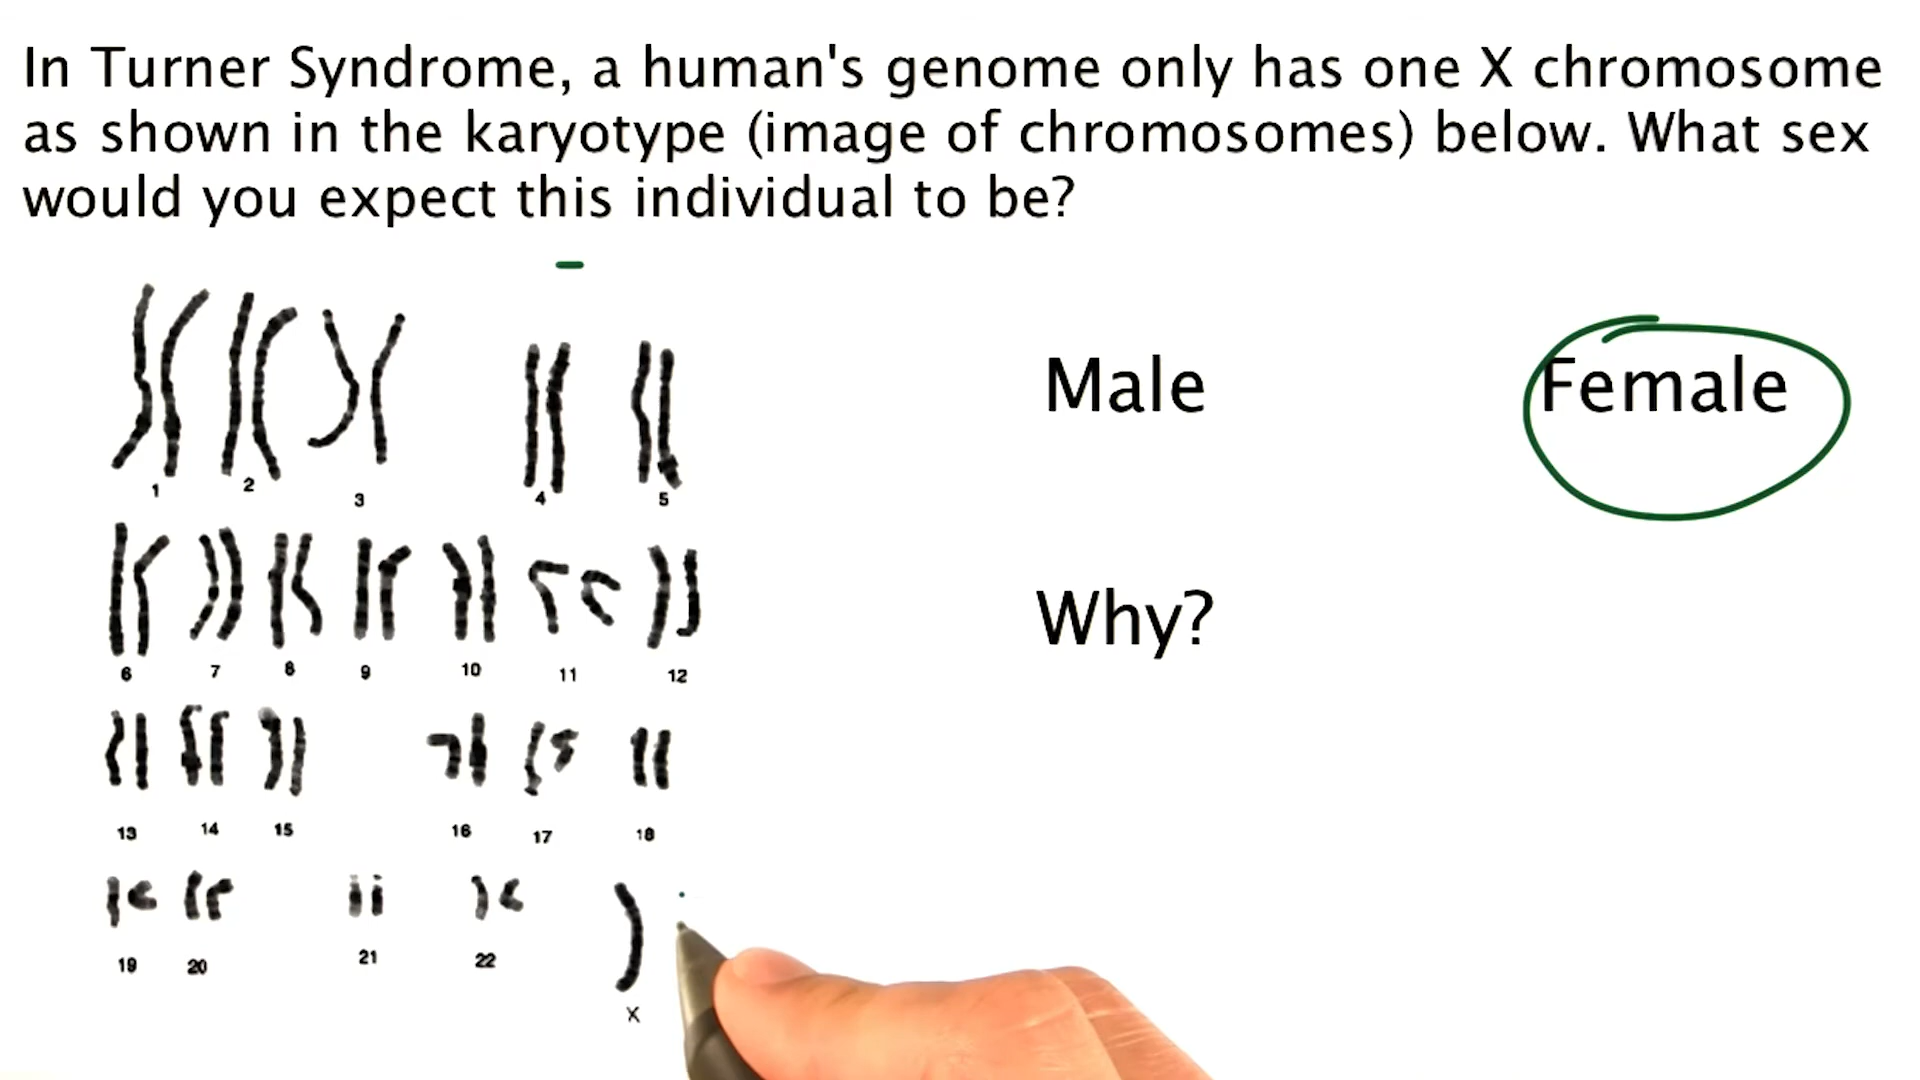 In Turner Syndrome, a human's genome only has one X chromosome
as shown in the karyotype (image of chromosomes) below. What sex
would you expect this individual to be?
Male Female
1 2 3 4 5
Why?
6 7 8 9 10 11 12
13 14 15 16 17 18
19 20 21 22 X